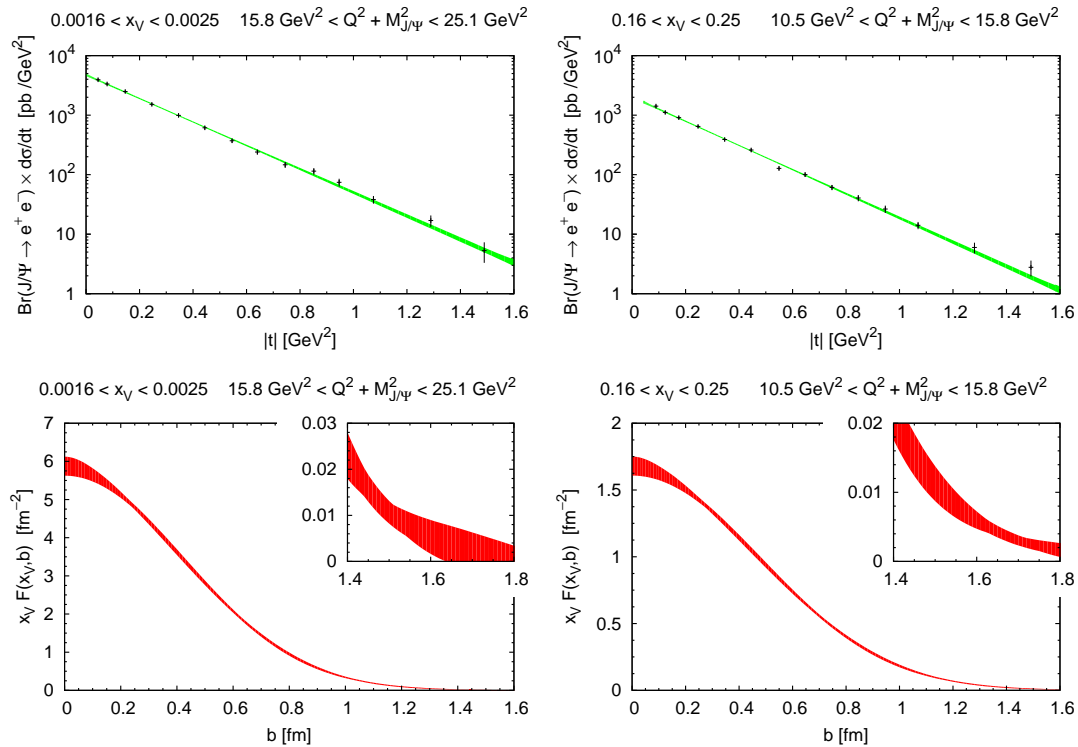 0.0016 < x_V < 0.0025 15.8 GeV² < Q² + M²_J/Ψ < 25.1 GeV²
Br(J/Ψ → e⁺ e⁻) × dσ/dt [pb /GeV²]
10⁴
10³
10²
10
1
0 0.2 0.4 0.6 0.8 1 1.2 1.4 1.6
|t| [GeV²]
0.16 < x_V < 0.25 10.5 GeV² < Q² + M²_J/Ψ < 15.8 GeV²
Br(J/Ψ → e⁺ e⁻) × dσ/dt [pb /GeV²]
10⁴
10³
10²
10
1
0 0.2 0.4 0.6 0.8 1 1.2 1.4 1.6
|t| [GeV²]
0.0016 < x_V < 0.0025 15.8 GeV² < Q² + M²_J/Ψ < 25.1 GeV²
x_V F(x_V,b) [fm⁻²]
7
6
5
4
3
2
1
0
0 0.2 0.4 0.6 0.8 1 1.2 1.4 1.6
b [fm]
0.03
0.02
0.01
0
1.4 1.6 1.8
0.16 < x_V < 0.25 10.5 GeV² < Q² + M²_J/Ψ < 15.8 GeV²
x_V F(x_V,b) [fm⁻²]
2
1.5
1
0.5
0
0 0.2 0.4 0.6 0.8 1 1.2 1.4 1.6
b [fm]
0.02
0.01
0
1.4 1.6 1.8